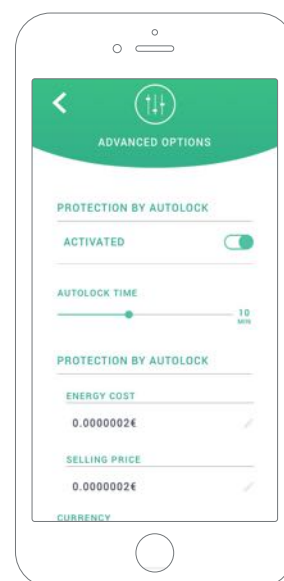 ADVANCED OPTIONS
PROTECTION BY AUTOLOCK
ACTIVATED
AUTOLOCK TIME
10
MIN
PROTECTION BY AUTOLOCK
ENERGY COST
0.0000002€
SELLING PRICE
0.0000002€
CURRENCY